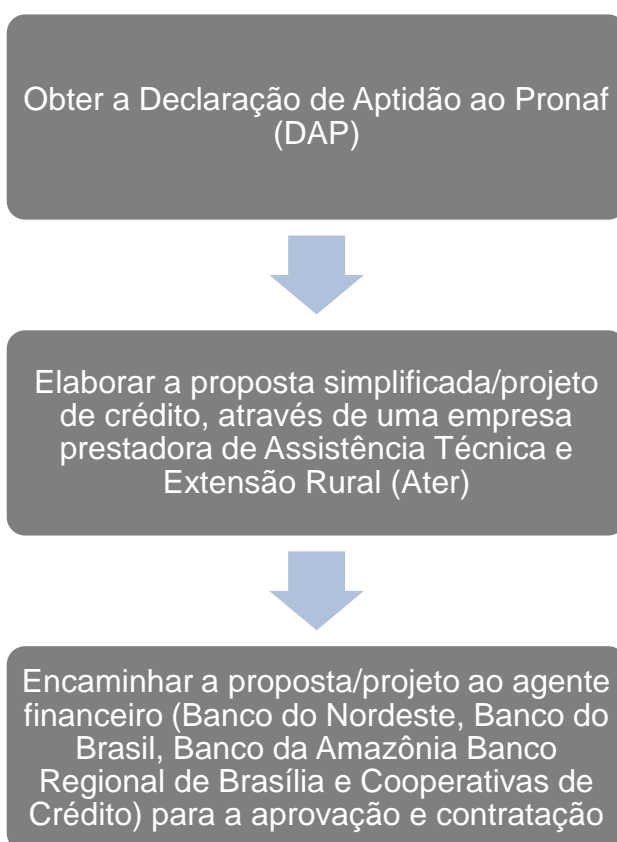 Obter a Declaração de Aptidão ao Pronaf
(DAP)
Elaborar a proposta simplificada/projeto
de crédito, através de uma empresa
prestadora de Assistência Técnica e
Extensão Rural (Ater)
Encaminhar a proposta/projeto ao agente
financeiro (Banco do Nordeste, Banco do
Brasil, Banco da Amazônia Banco
Regional de Brasília e Cooperativas de
Crédito) para a aprovação e contratação